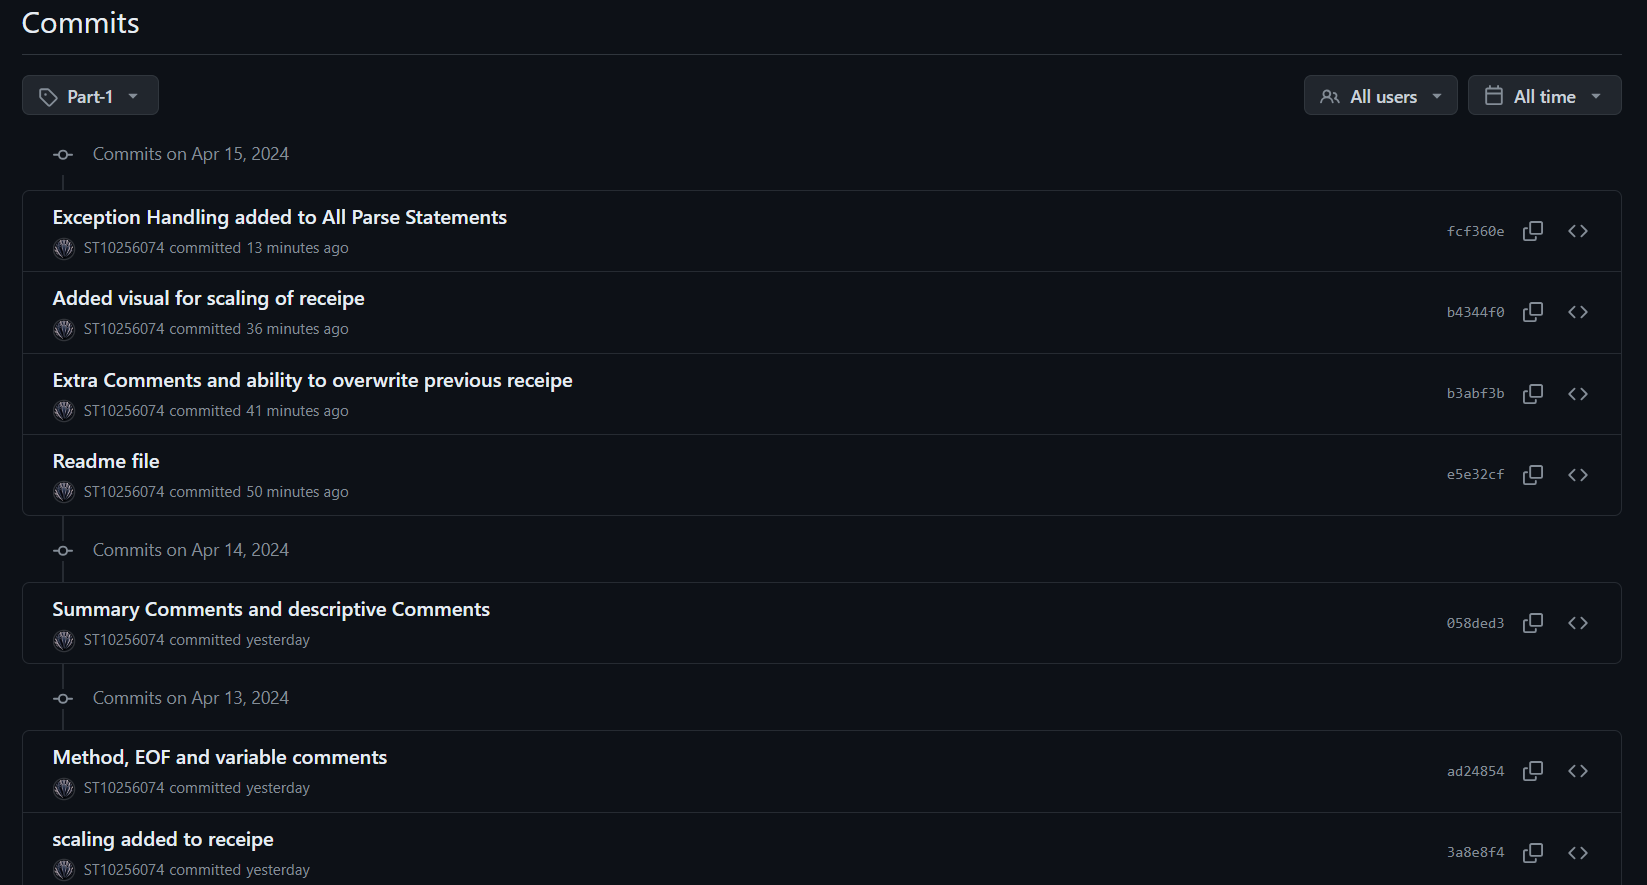 Commits
Part-1
All users
All time
Commits on Apr 15, 2024
Exception Handling added to All Parse Statements
ST10256074 committed 13 minutes ago
fcf360e
Added visual for scaling of receipe
ST10256074 committed 36 minutes ago
b4344f0
Extra Comments and ability to overwrite previous receipe
ST10256074 committed 41 minutes ago
b3abf3b
Readme file
ST10256074 committed 50 minutes ago
e5e32cf
Commits on Apr 14, 2024
Summary Comments and descriptive Comments
ST10256074 committed yesterday
058ded3
Commits on Apr 13, 2024
Method, EOF and variable comments
ST10256074 committed yesterday
ad24854
scaling added to receipe
ST10256074 committed yesterday
3a8e8f4